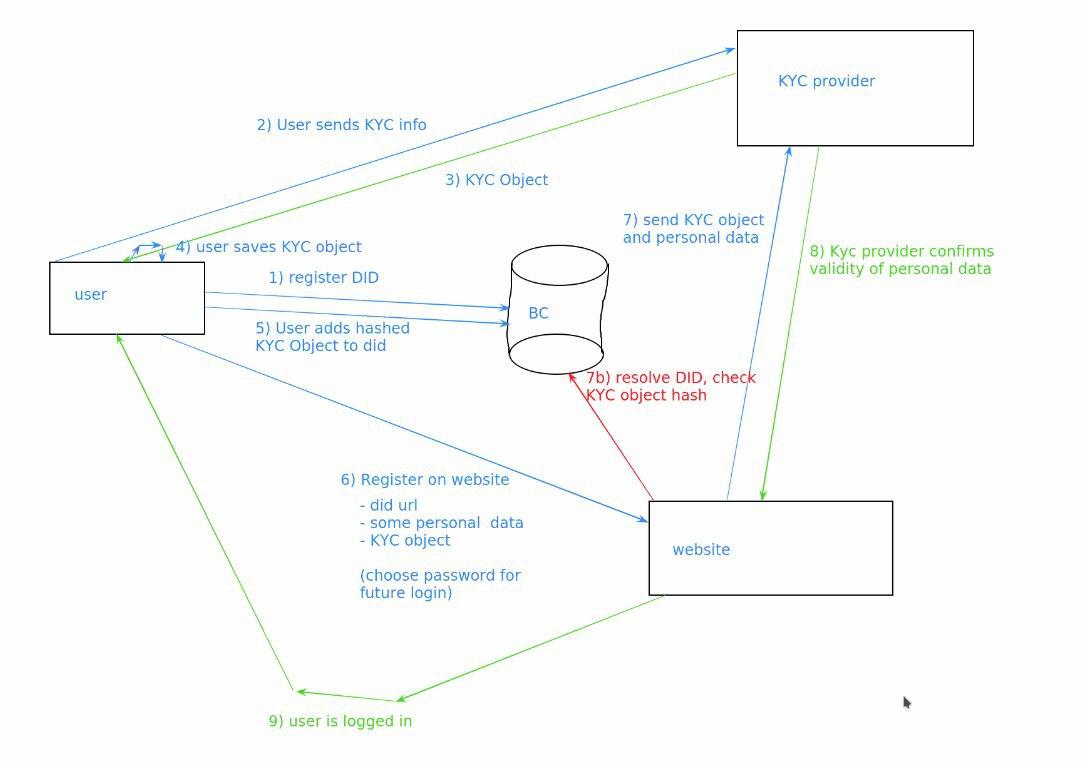 KYC provider
2) User sends KYC info
3) KYC Object
4) user saves KYC object
7) send KYC object
and personal data
8) Kyc provider confirms
validity of personal data
user
1) register DID
BC
5) User adds hashed
KYC Object to did
7b) resolve DID, check
KYC object hash
6) Register on website
- did url
- some personal  data
- KYC object
(choose password for
future login)
website
9) user is logged in